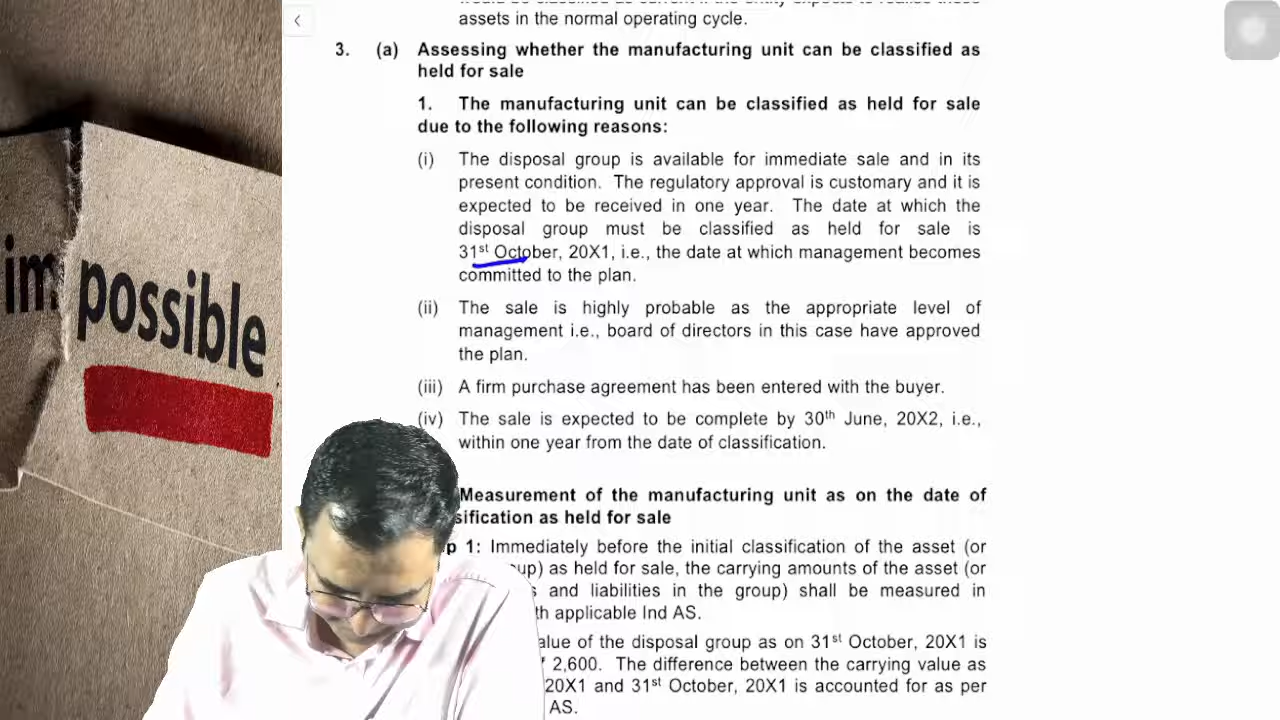 assets in the normal operating cycle.
3. (a) Assessing whether the manufacturing unit can be classified as
held for sale
1. The manufacturing unit can be classified as held for sale
due to the following reasons:
(i) The disposal group is available for immediate sale and in its
present condition. The regulatory approval is customary and it is
expected to be received in one year. The date at which the
disposal group must be classified as held for sale is
31st October, 20X1, i.e., the date at which management becomes
committed to the plan.
(ii) The sale is highly probable as the appropriate level of
management i.e., board of directors in this case have approved
the plan.
(iii) A firm purchase agreement has been entered with the buyer.
(iv) The sale is expected to be complete by 30th June, 20X2, i.e.,
within one year from the date of classification.
Measurement of the manufacturing unit as on the date of
sification as held for sale
p 1: Immediately before the initial classification of the asset (or
up) as held for sale, the carrying amounts of the asset (or
s and liabilities in the group) shall be measured in
th applicable Ind AS.
alue of the disposal group as on 31st October, 20X1 is
2,600. The difference between the carrying value as
20X1 and 31st October, 20X1 is accounted for as per
AS.
im possible